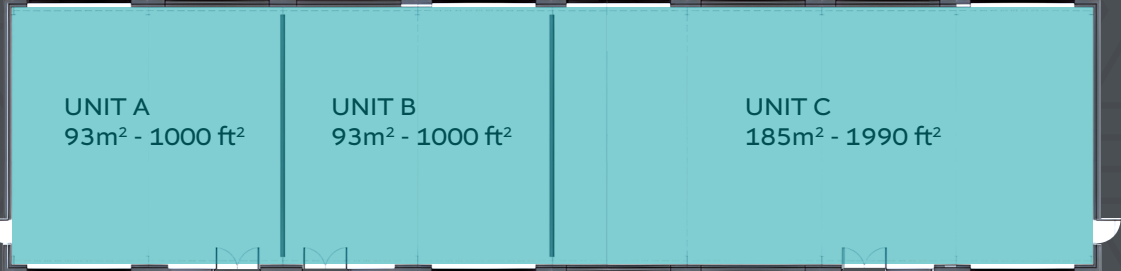 UNIT A
93m² - 1000 ft²
UNIT B
93m² - 1000 ft²
UNIT C
185m² - 1990 ft²